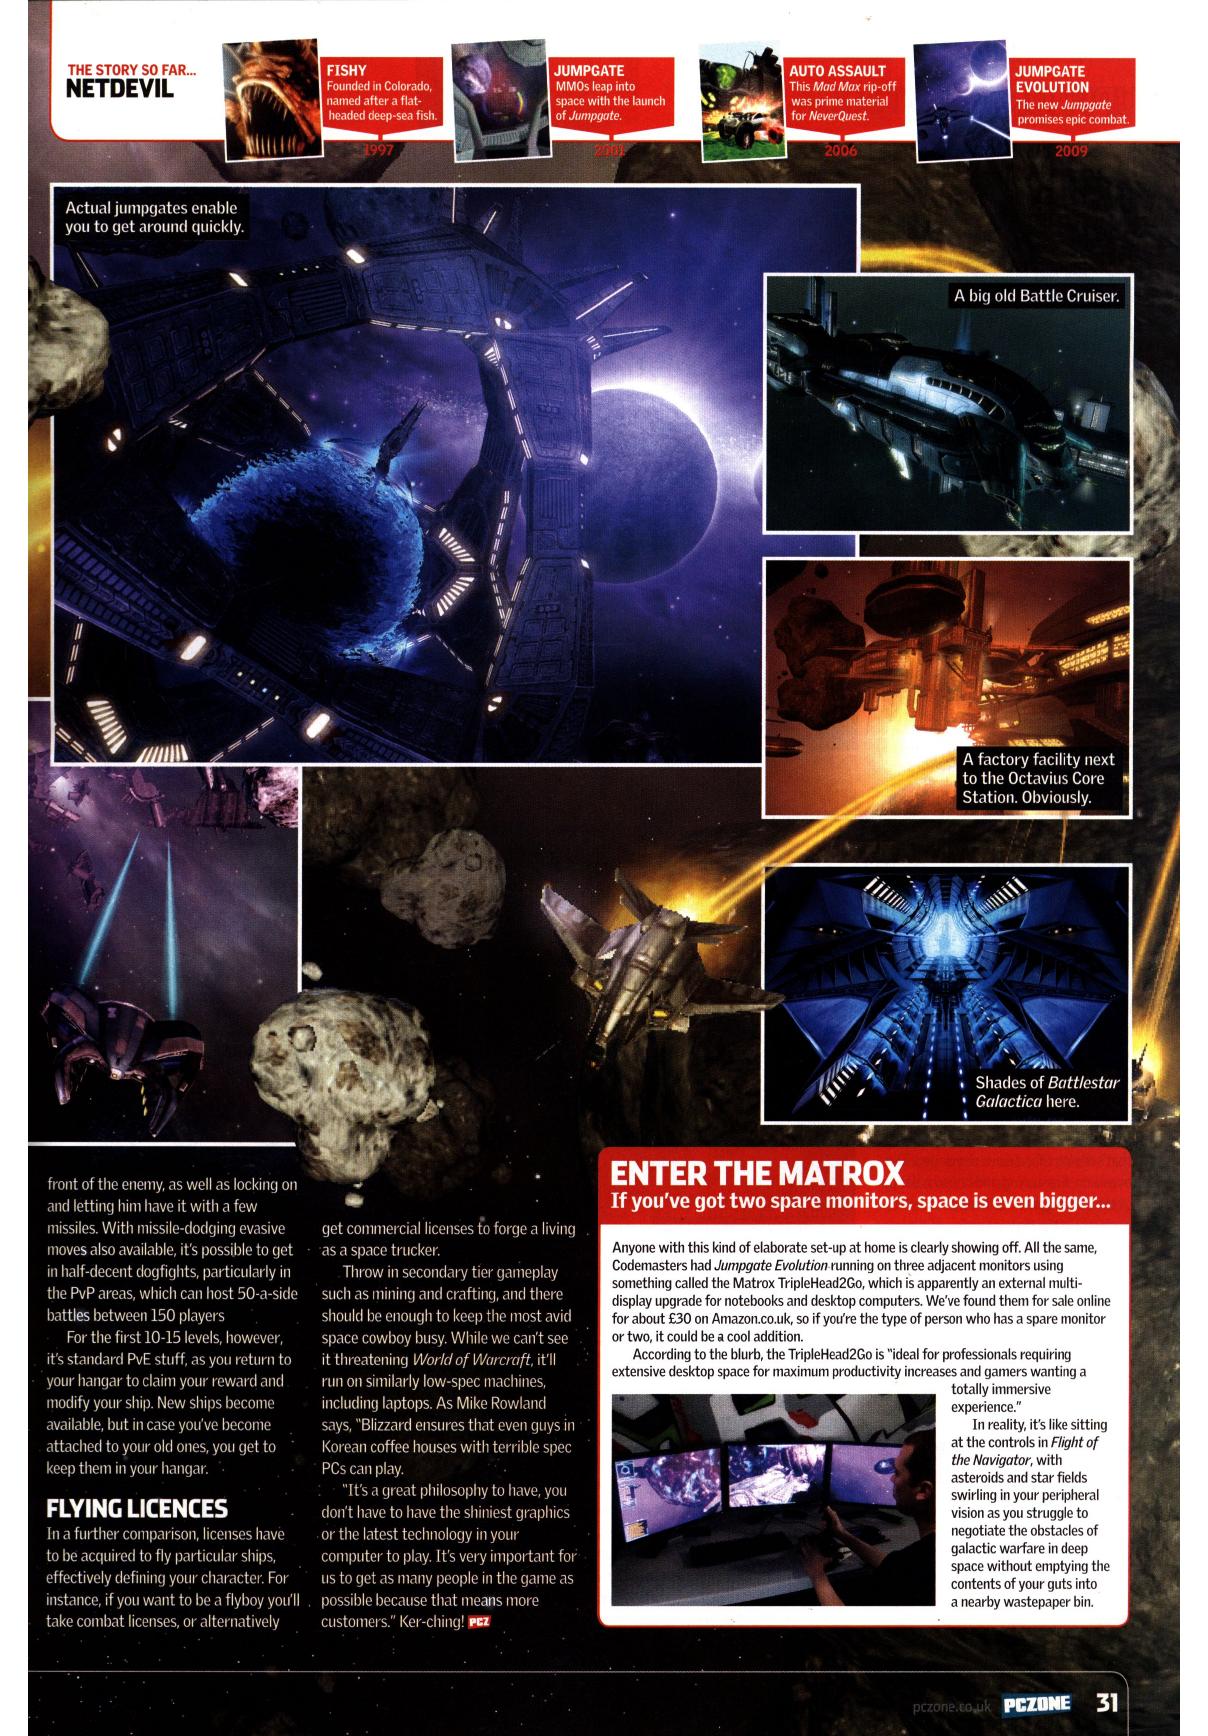 THE STORY SO FAR...
NETDEVIL
FISHY
Founded in Colorado,
named after a flat-
headed deep-sea fish.
1997
JUMPGATE
MMOs leap into
space with the launch
of Jumpgate.
2001
AUTO ASSAULT
This Mad Max rip-off
was prime material
for NeverQuest.
2006
JUMPGATE
EVOLUTION
The new Jumpgate
promises epic combat.
2009
Actual jumpgates enable
you to get around quickly.
A big old Battle Cruiser.
A factory facility next
to the Octavius Core
Station. Obviously.
Shades of Battlestar
Galactica here.
front of the enemy, as well as locking on
and letting him have it with a few
missiles. With missile-dodging evasive
moves also available, it's possible to get
in half-decent dogfights, particularly in
the PvP areas, which can host 50-a-side
battles between 150 players
For the first 10-15 levels, however,
it's standard PvE stuff, as you return to
your hangar to claim your reward and
modify your ship. New ships become
available, but in case you've become
attached to your old ones, you get to
keep them in your hangar.
FLYING LICENCES
In a further comparison, licenses have
to be acquired to fly particular ships,
effectively defining your character. For
instance, if you want to be a flyboy you'll
take combat licenses, or alternatively
get commercial licenses to forge a living
as a space trucker.
Throw in secondary tier gameplay
such as mining and crafting, and there
should be enough to keep the most avid
space cowboy busy. While we can't see
it threatening World of Warcraft, it'll
run on similarly low-spec machines,
including laptops. As Mike Rowland
says, "Blizzard ensures that even guys in
Korean coffee houses with terrible spec
PCs can play.
"It's a great philosophy to have, you
don't have to have the shiniest graphics
or the latest technology in your
computer to play. It's very important for
us to get as many people in the game as
possible because that means more
customers." Ker-ching! PCZ
ENTER THE MATROX
If you've got two spare monitors, space is even bigger...
Anyone with this kind of elaborate set-up at home is clearly showing off. All the same,
Codemasters had Jumpgate Evolution running on three adjacent monitors using
something called the Matrox TripleHead2Go, which is apparently an external multi-
display upgrade for notebooks and desktop computers. We've found them for sale online
for about £30 on Amazon.co.uk, so if you're the type of person who has a spare monitor
or two, it could be a cool addition.
According to the blurb, the TripleHead2Go is "ideal for professionals requiring
extensive desktop space for maximum productivity increases and gamers wanting a
totally immersive
experience."
In reality, it's like sitting
at the controls in Flight of
the Navigator, with
asteroids and star fields
swirling in your peripheral
vision as you struggle to
negotiate the obstacles of
galactic warfare in deep
space without emptying the
contents of your guts into
a nearby wastepaper bin.
pczone.co.uk PCZONE 31